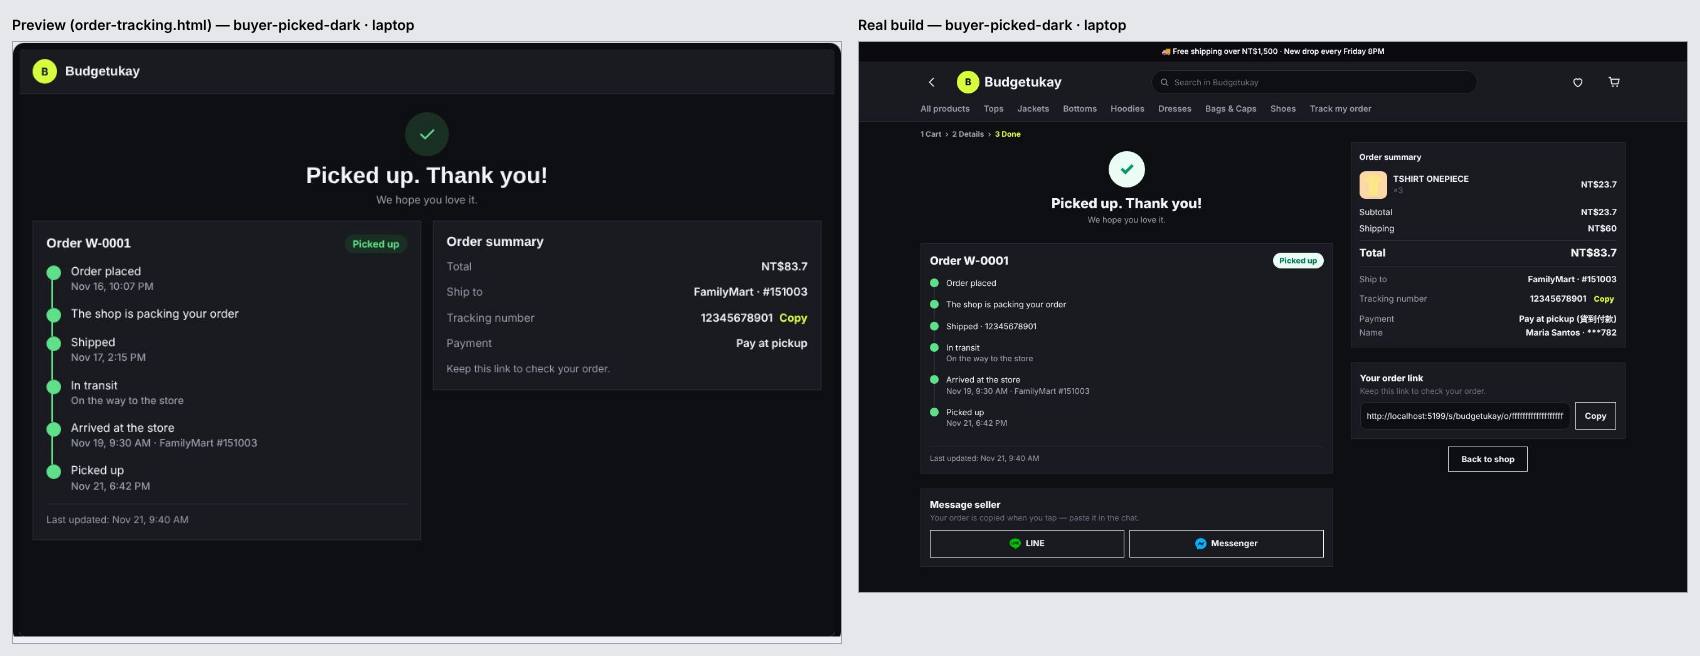 Preview (order-tracking.html) — buyer-picked-dark · laptop
B Budgetukay
Picked up. Thank you!
We hope you love it.
Order W-0001 Picked up
Order placed
Nov 16, 10:07 PM
The shop is packing your order
Shipped
Nov 17, 2:15 PM
In transit
On the way to the store
Arrived at the store
Nov 19, 9:30 AM · FamilyMart #151003
Picked up
Nov 21, 6:42 PM
Last updated: Nov 21, 9:40 AM
Order summary
Total NT$83.7
Ship to FamilyMart · #151003
Tracking number 12345678901 Copy
Payment Pay at pickup
Keep this link to check your order.
Real build — buyer-picked-dark · laptop
🚚 Free shipping over NT$1,500 · New drop every Friday 8PM
B Budgetukay Search in Budgetukay
All products Tops Jackets Bottoms Hoodies Dresses Bags & Caps Shoes Track my order
1 Cart › 2 Details › 3 Done
Picked up. Thank you!
We hope you love it.
Order W-0001 Picked up
Order placed
The shop is packing your order
Shipped · 12345678901
In transit
On the way to the store
Arrived at the store
Nov 19, 9:30 AM · FamilyMart #151003
Picked up
Nov 21, 6:42 PM
Last updated: Nov 21, 9:40 AM
Message seller
Your order is copied when you tap — paste it in the chat.
LINE Messenger
Order summary
TSHIRT ONEPIECE NT$23.7
×3
Subtotal NT$23.7
Shipping NT$60
Total NT$83.7
Ship to FamilyMart · #151003
Tracking number 12345678901 Copy
Payment Pay at pickup (貨到付款)
Name Maria Santos · ***782
Your order link
Keep this link to check your order.
Copy
Back to shop